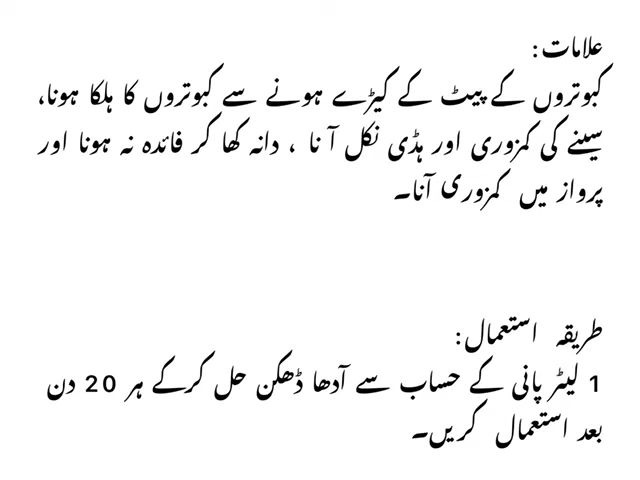 علامات:
کبوتروں کے پیٹ کے کیڑے ہونے سے کبوتروں کا ہلکا ہونا،
سینے کی کمزوری اور ہڈی نکل آ نا ، دانہ کھا کر فائدہ نہ ہونا اور
پرواز میں کمزوری آنا۔
طریقہ استعمال:
1 لیٹر پانی کے حساب سے آدھا ڈھکن حل کرکے ہر 20 دن
بعد استعمال کریں۔